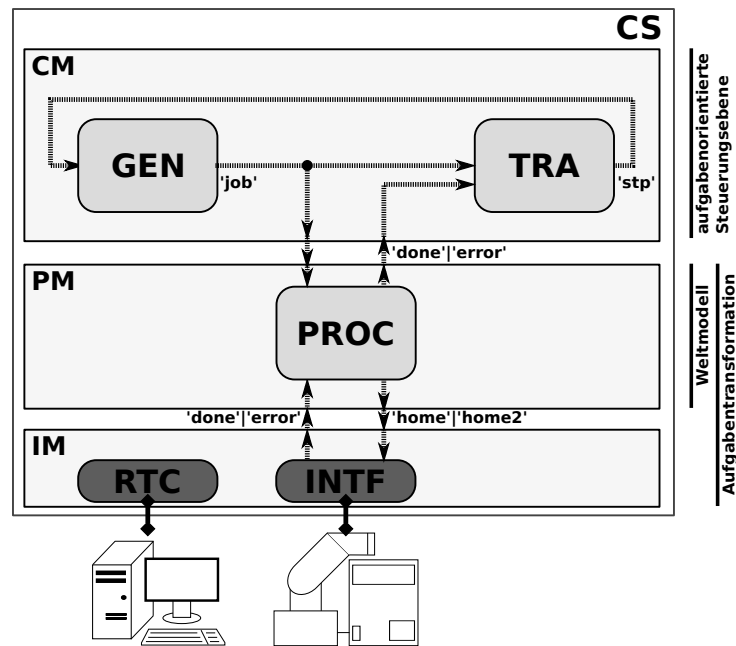 CS
CM
GEN
TRA
'job'
'stp'
'done'|'error'
PM
PROC
'done'|'error'
'home'|'home2'
IM
RTC
INTF
aufgabenorientierte
Steuerungsebene
Weltmodell
Aufgabentransformation